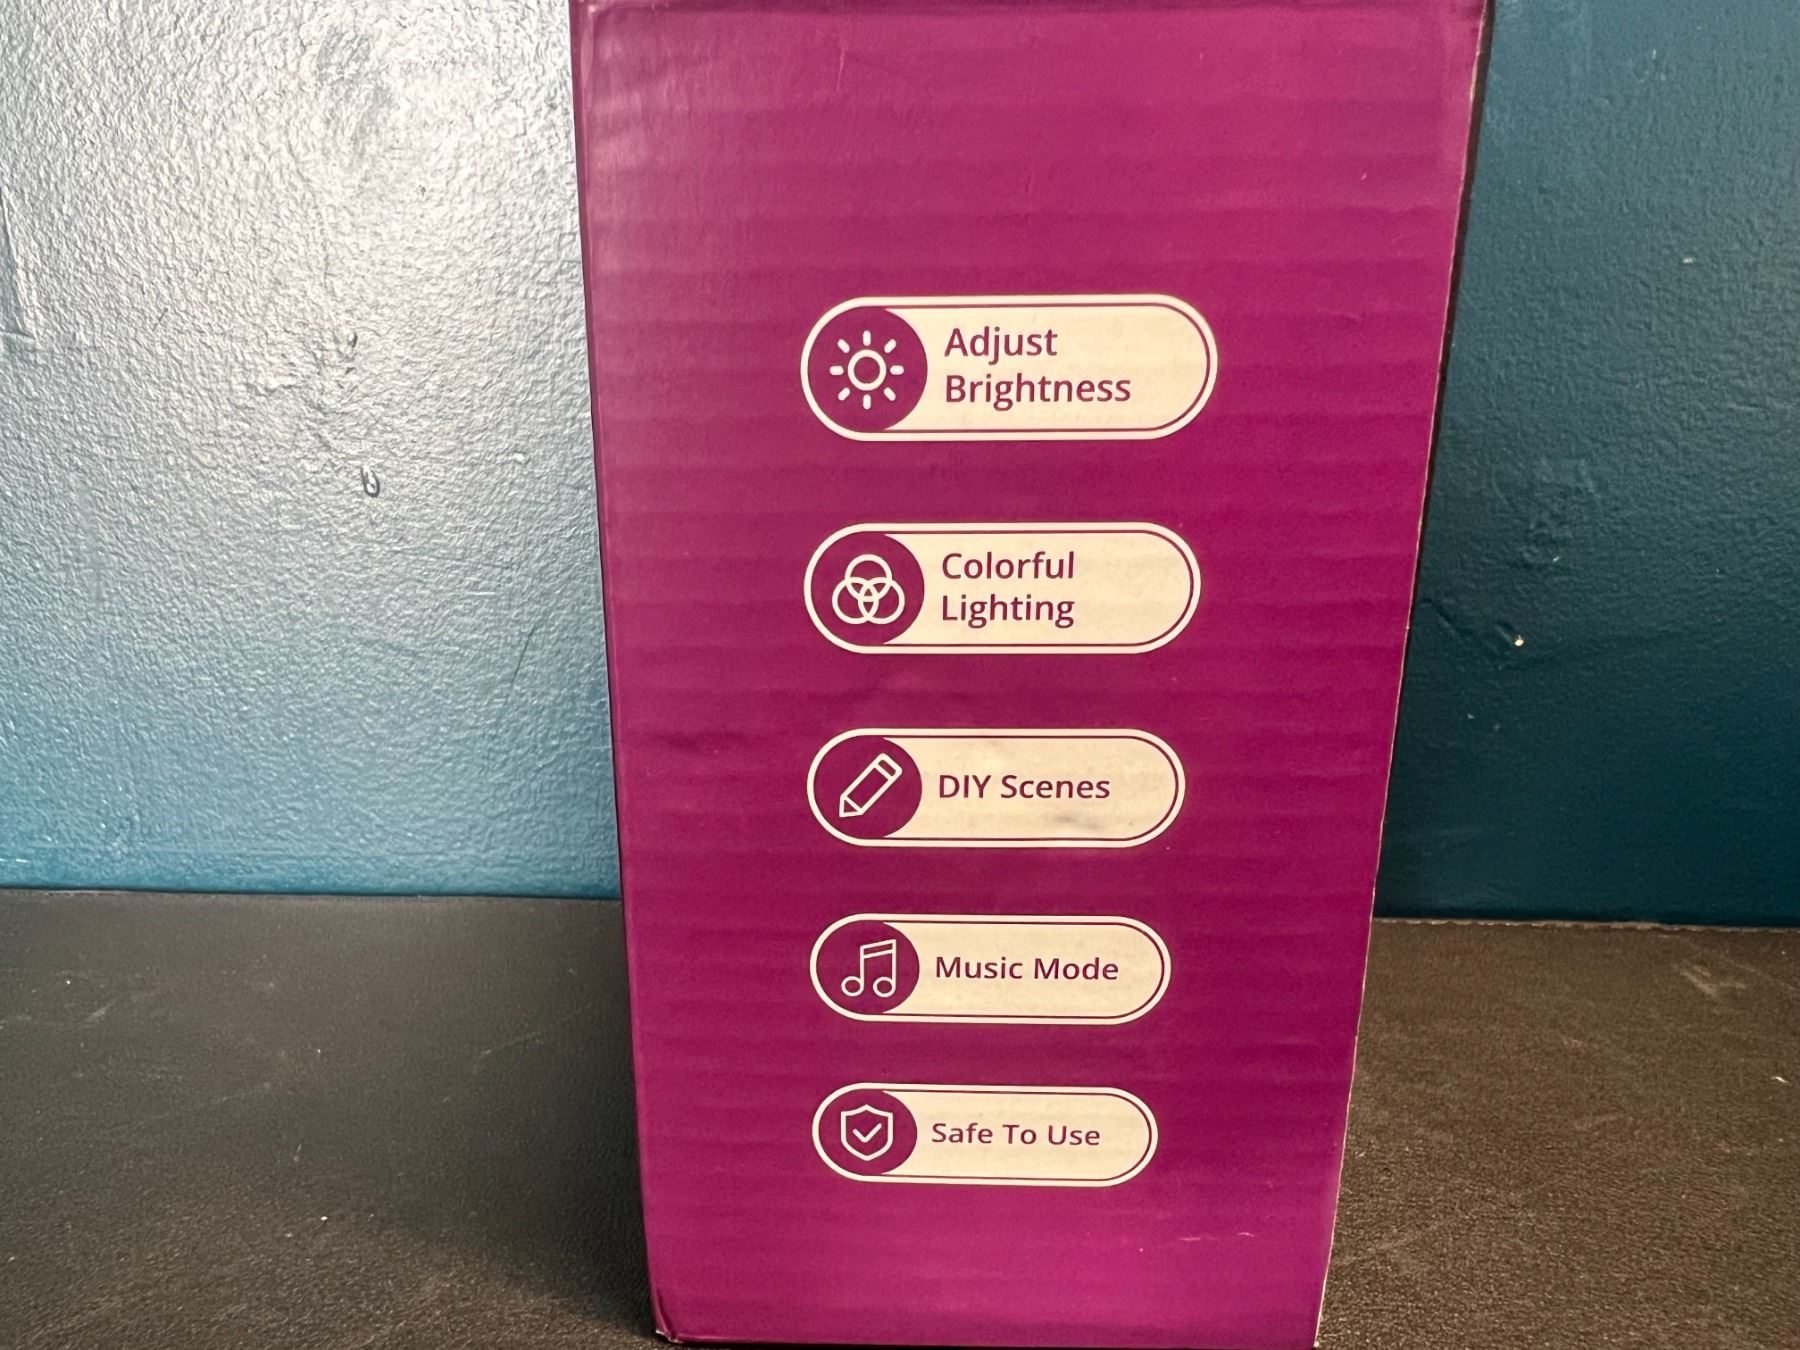 Adjust
Brightness
Colorful
Lighting
DIY Scenes
Music Mode
Safe To Use